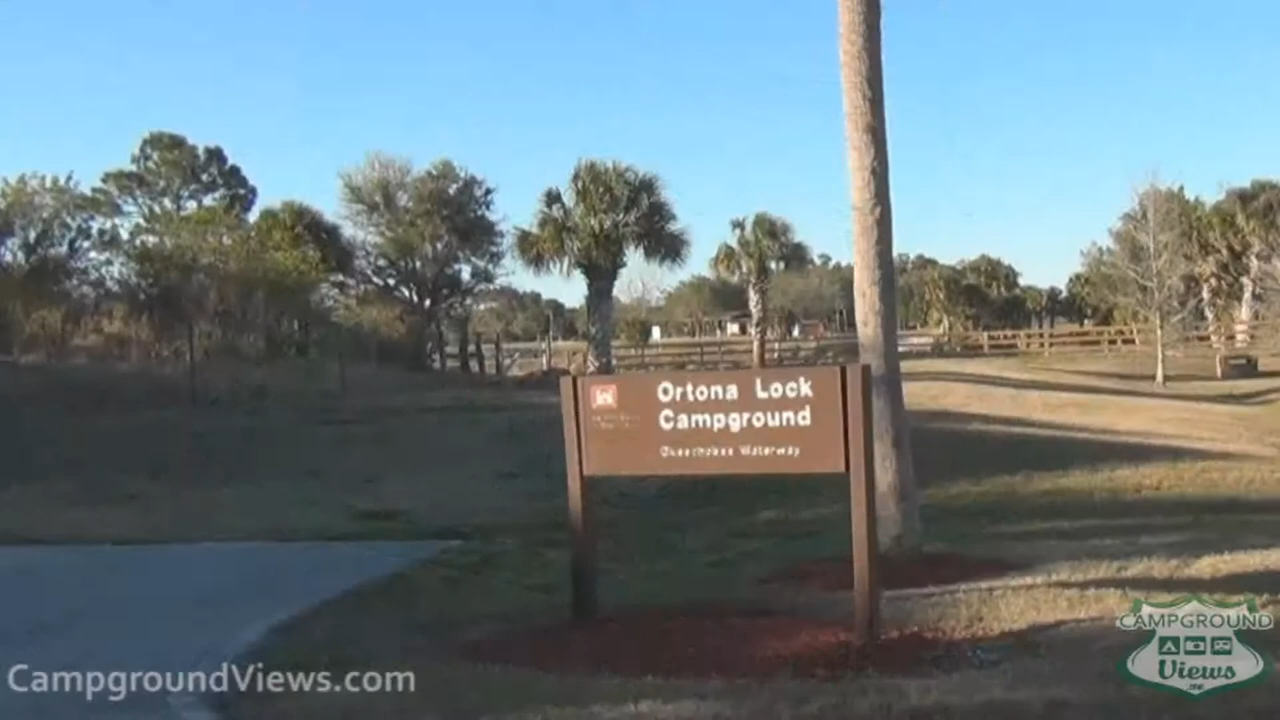 Ortona Lock
Campground
Okeechobee Waterway
CampgroundViews.com
CAMPGROUND
Views